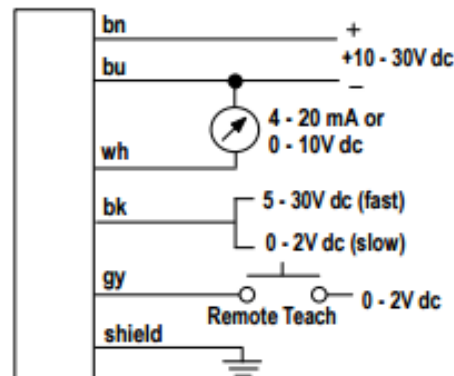 bn
+
+10 - 30V dc
bu
–
4 - 20 mA or
0 - 10V dc
wh
bk
5 - 30V dc (fast)
0 - 2V dc (slow)
gy
0 - 2V dc
Remote Teach
shield